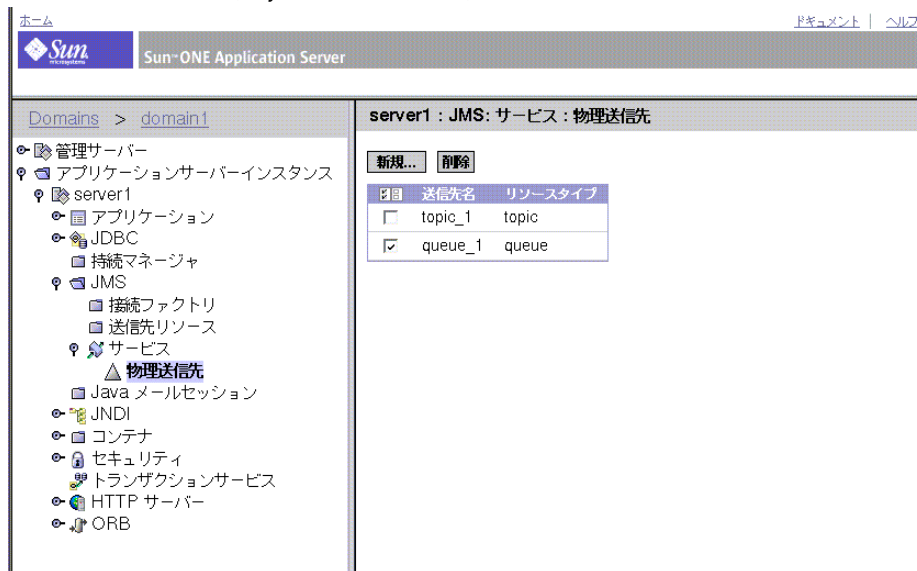 ホーム
ドキュメント | ヘルプ
Sun
microsystems
Sun™ ONE Application Server
Domains > domain1
server1 : JMS: サービス : 物理送信先
管理サーバー
アプリケーションサーバーインスタンス
server1
アプリケーション
JDBC
持続マネージャ
JMS
接続ファクトリ
送信先リソース
サービス
物理送信先
Java メールセッション
JNDI
コンテナ
セキュリティ
トランザクションサービス
HTTP サーバー
ORB
新規... 削除
送信先名 リソースタイプ
topic_1 topic
queue_1 queue